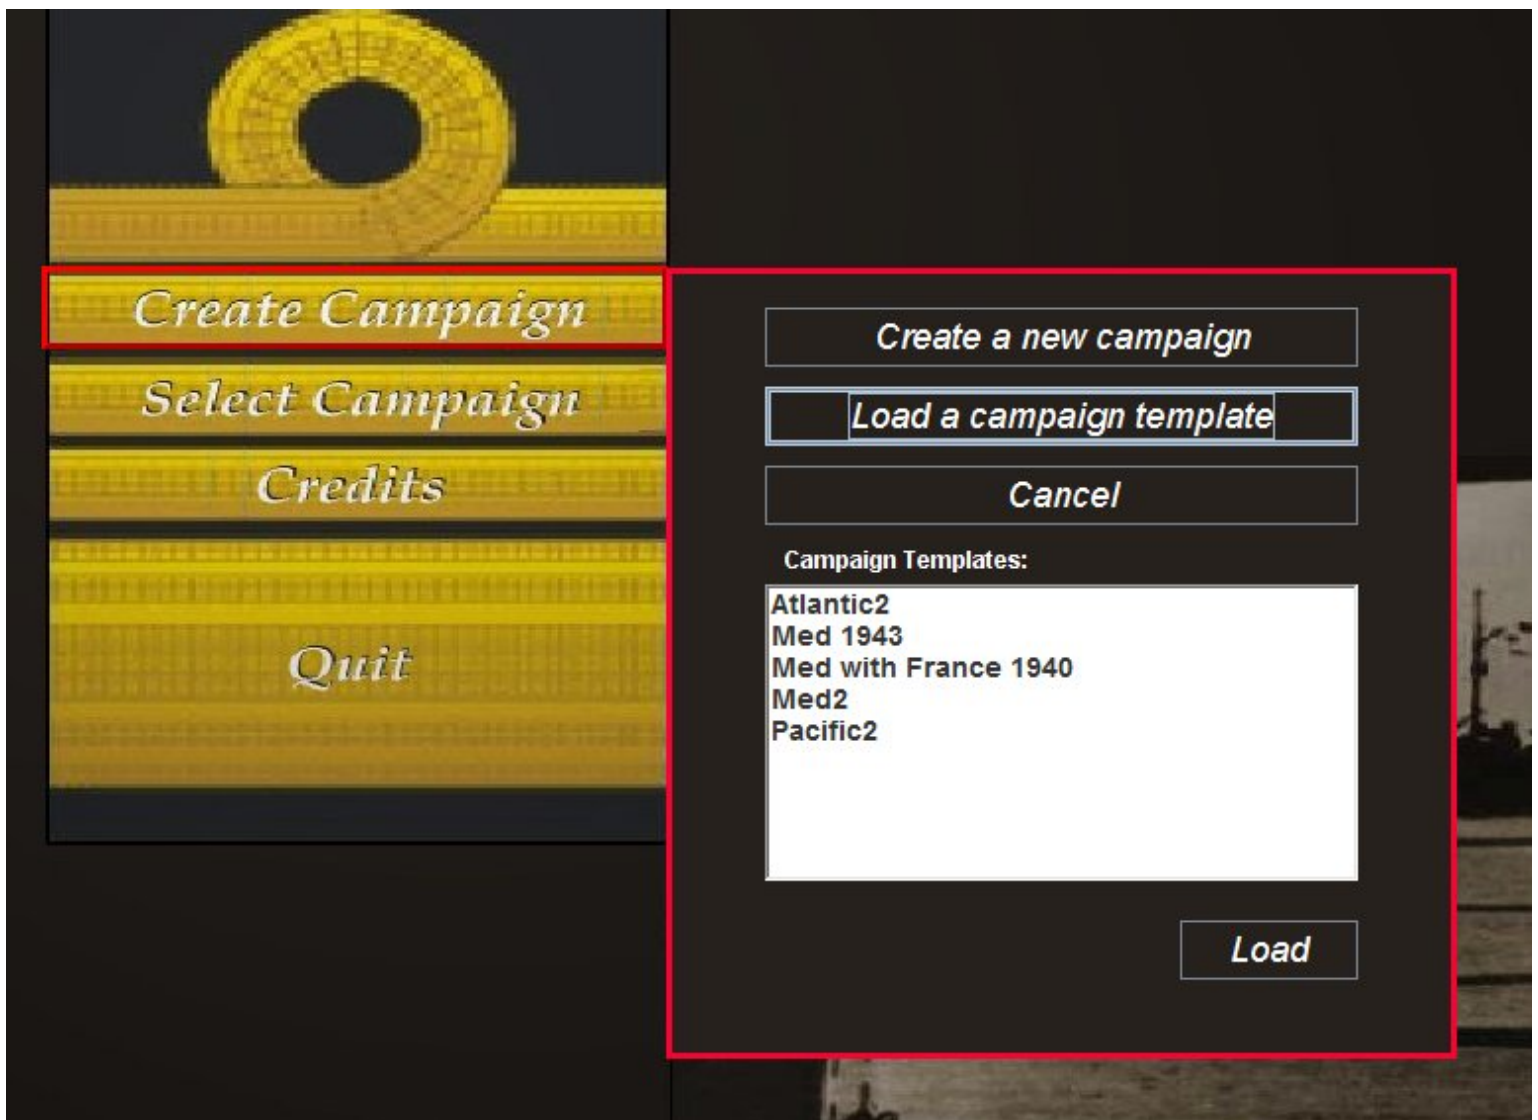 Create Campaign
Select Campaign
Credits
Quit
Create a new campaign
Load a campaign template
Cancel
Campaign Templates:
Atlantic2
Med 1943
Med with France 1940
Med2
Pacific2
Load